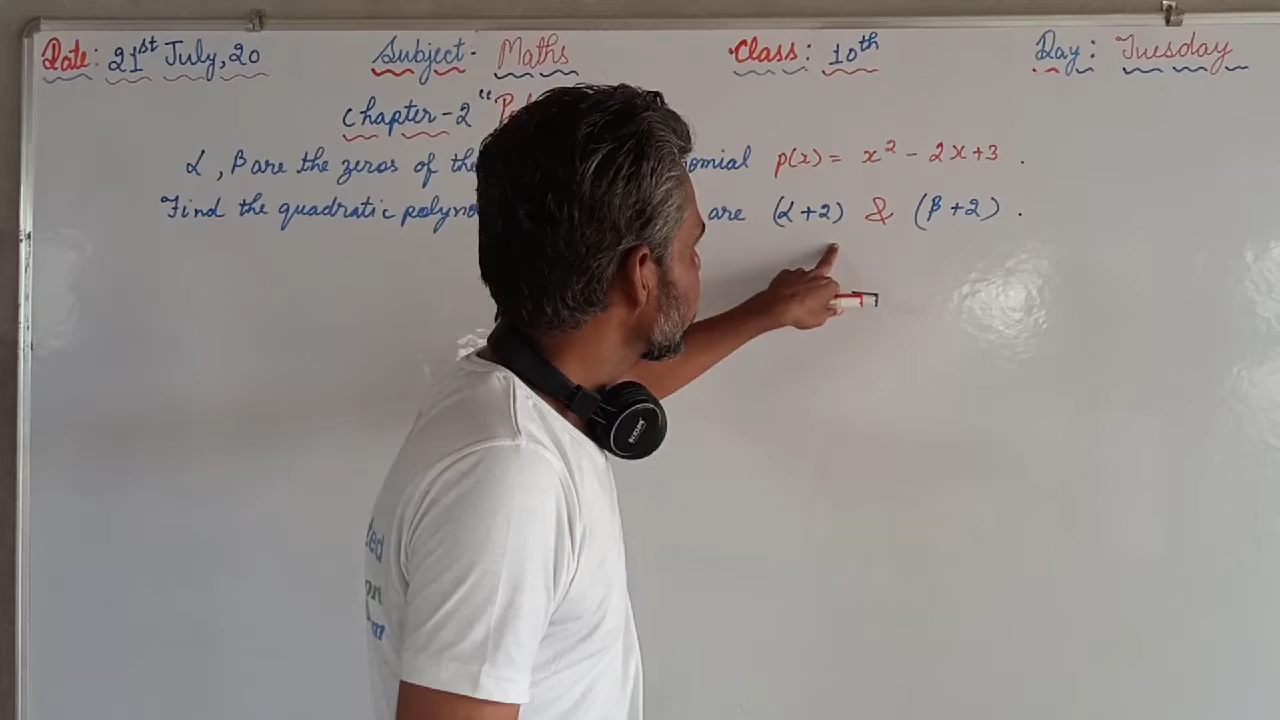 Date: 21st July, 20 Subject- Maths Class: 10th Day: Tuesday
Chapter-2 "
α, β are the zeros of the p(x) = x² - 2x+3 .
Find the quadratic are (α+2) & (β+2) .
KDM